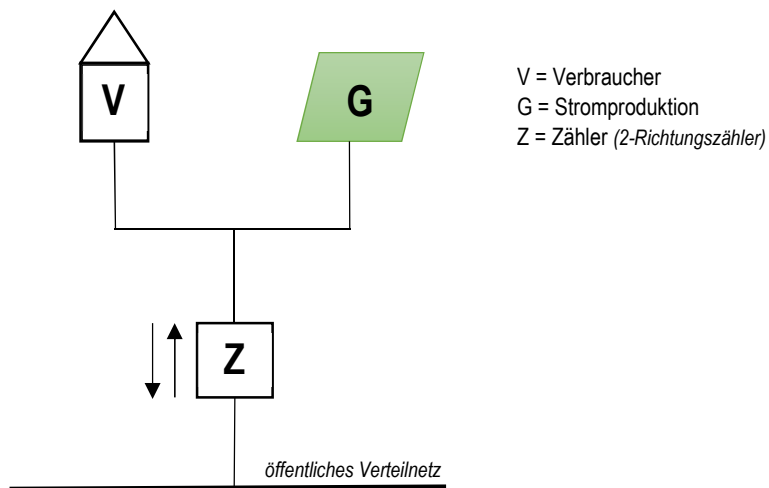 V
G
V = Verbraucher
G = Stromproduktion
Z = Zähler (2-Richtungszähler)
Z
öffentliches Verteilnetz